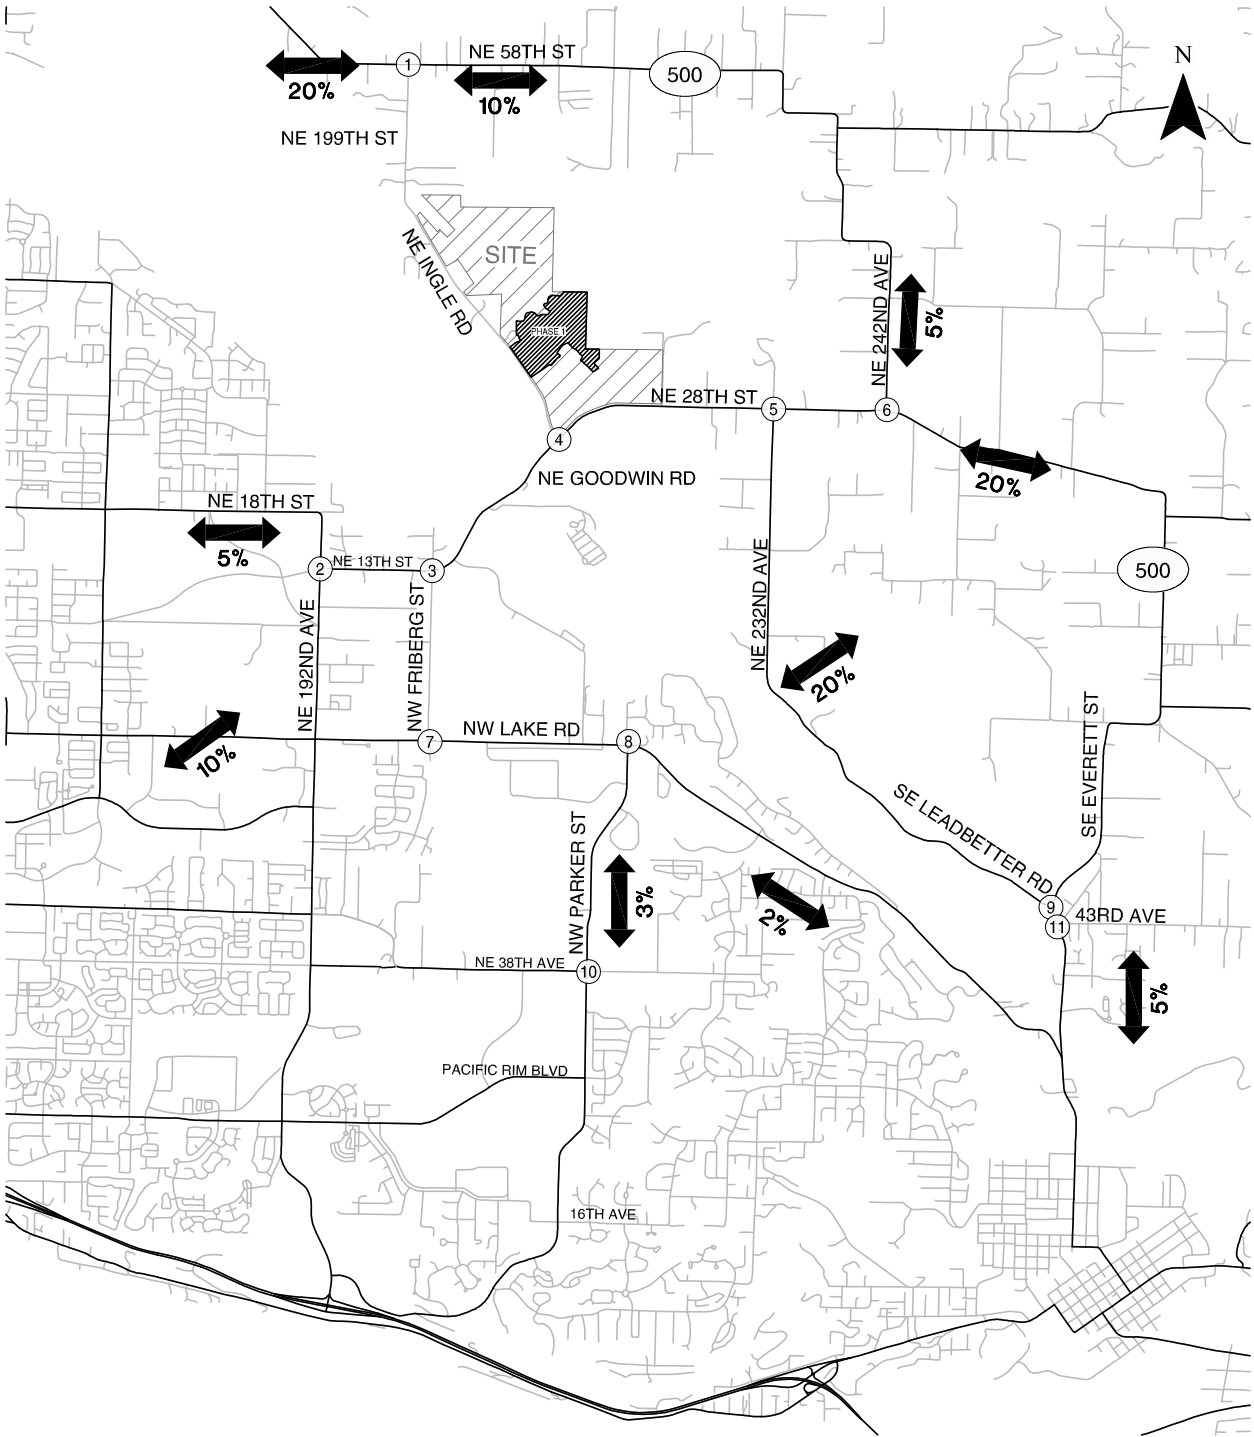 NE 58TH ST
N
1
500
20%
10%
NE 199TH ST
SITE
NE INGLE RD
NE 242ND AVE
5%
PHASE 1
NE 28TH ST
5
6
4
NE GOODWIN RD
20%
NE 18TH ST
5%
NE 13TH ST
2
3
500
NE 192ND AVE
NW FRIBERG ST
NE 232ND AVE
20%
SE EVERETT ST
10%
NW LAKE RD
7
8
SE LEADBETTER RD
NW PARKER ST
3%
2%
9
43RD AVE
11
NE 38TH AVE
10
5%
PACIFIC RIM BLVD
16TH AVE